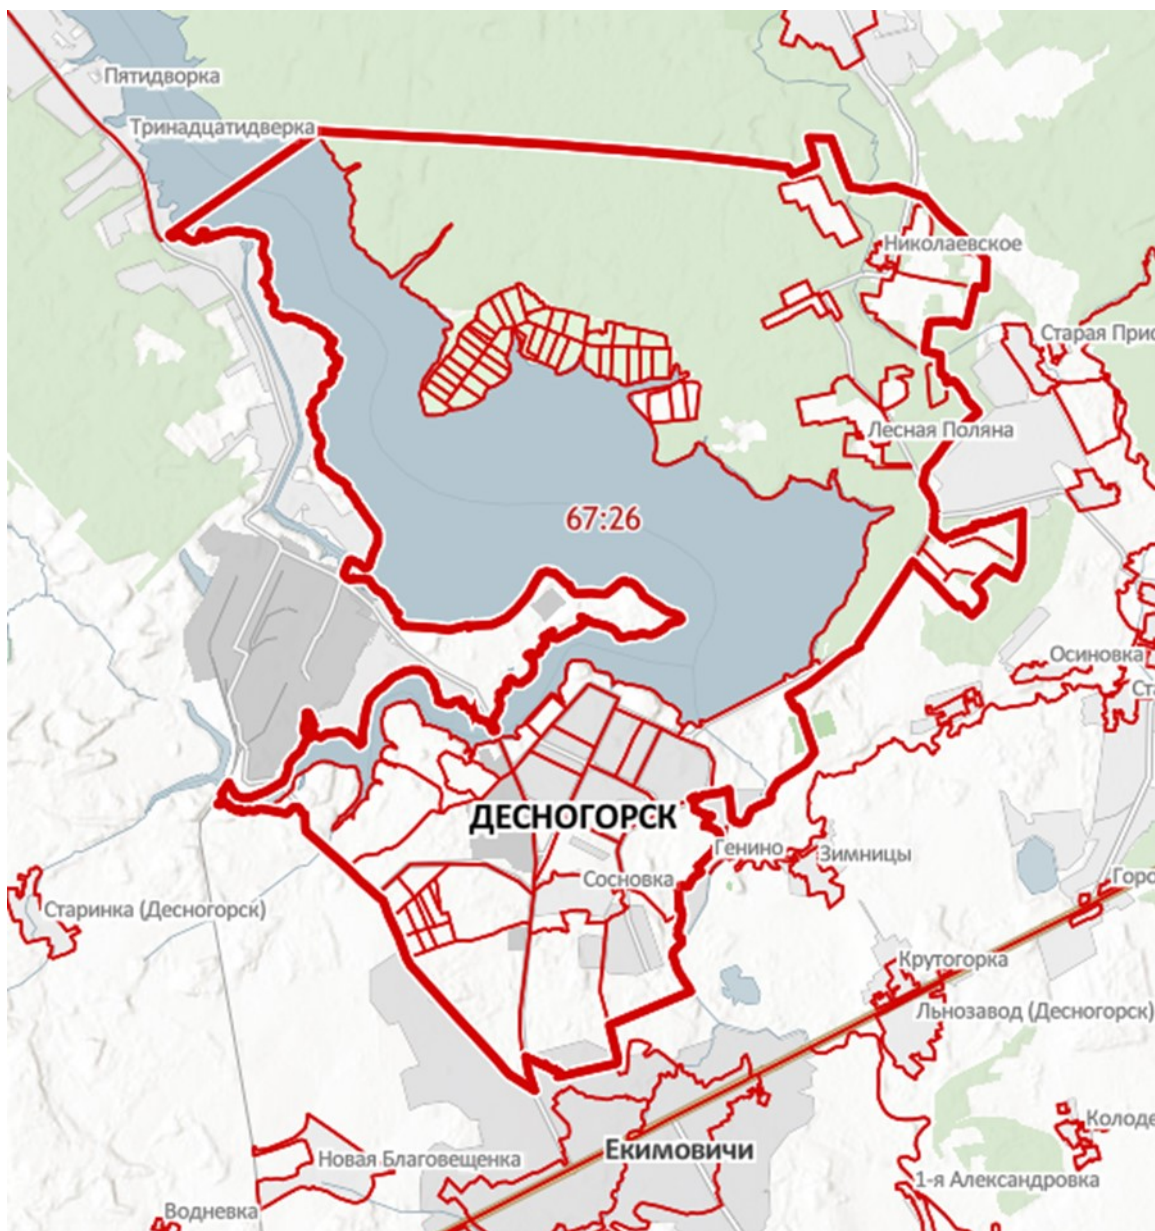 Пятидворка
Тринадцатидверка
Николаевское
Старая Прис
Лесная Поляна
67:26
Осиновка
Ста
ДЕСНОГОРСК
Генино
Зимницы
Сосновка
Горо
Старинка (Десногорск)
Крутогорка
Льнозавод (Десногорск)
Колоде
Екимовичи
Новая Благовещенка
1-я Александровка
Водневка